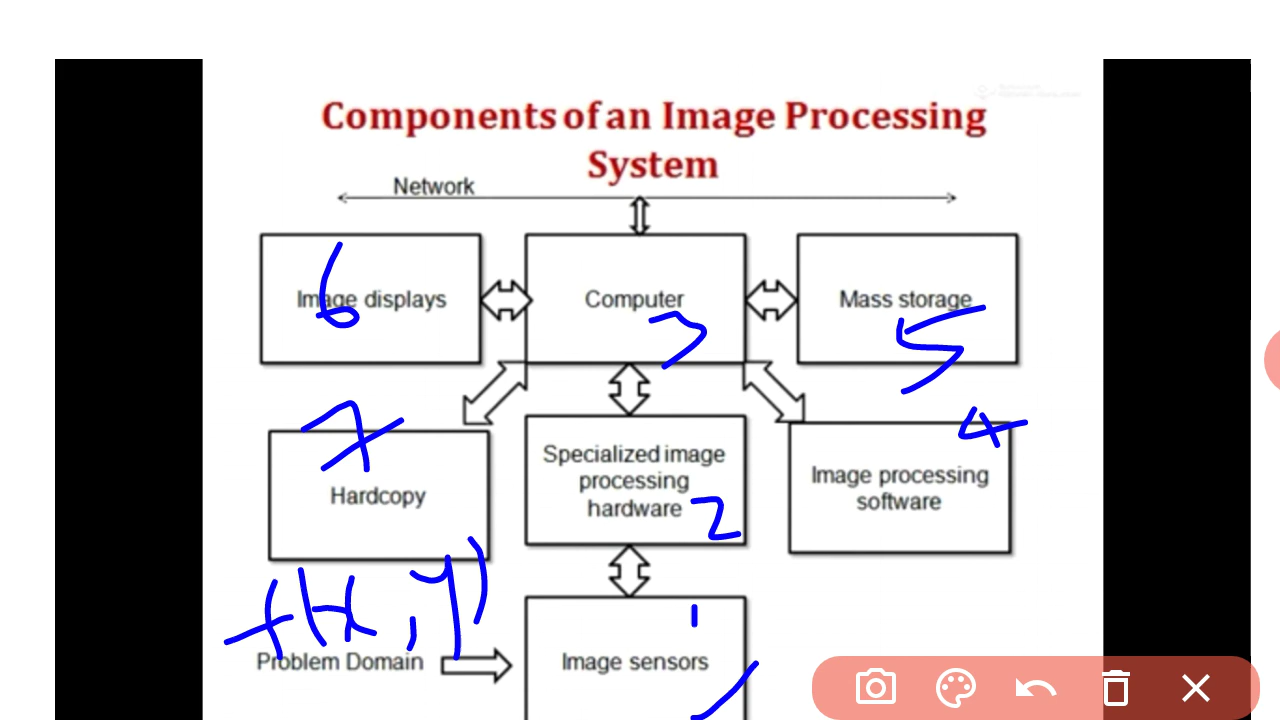 Components of an Image Processing
System
Network
Image displays
6
Computer
3
Mass storage
5
7
Hardcopy
Specialized image
processing
hardware
2
4
Image processing
software
f(x,y)
Problem Domain
1
Image sensors